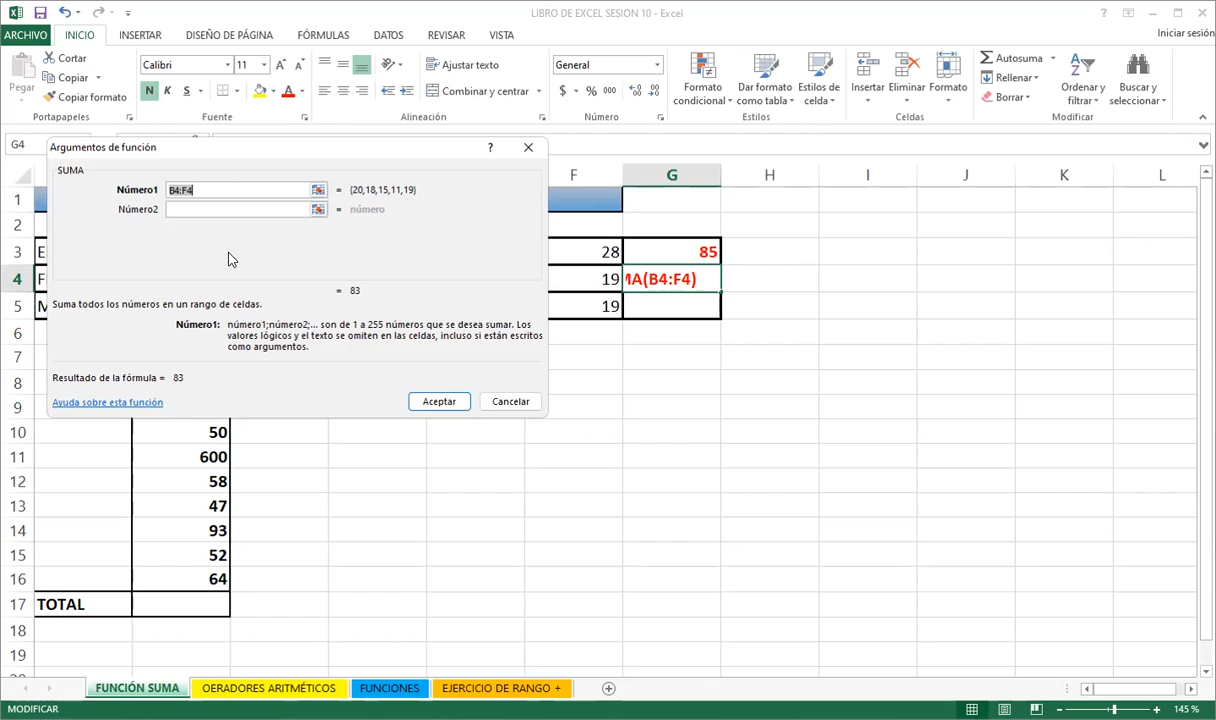 LIBRO DE EXCEL SESION 10 - Excel
?
ARCHIVO INICIO INSERTAR DISEÑO DE PÁGINA FÓRMULAS DATOS REVISAR VISTA Iniciar sesión
Pegar
Cortar
Copiar
Copiar formato
Portapapeles
Calibri 11
N K S
Fuente
Ajustar texto
Combinar y centrar
Alineación
General
$ % 000
Número
Formato condicional
Dar formato como tabla
Estilos de celda
Estilos
Insertar Eliminar Formato
Celdas
Autosuma
Rellenar
Borrar
Ordenar y filtrar
Buscar y seleccionar
Modificar
G4
Argumentos de función ?
SUMA
Número1 B4:F4 = {20,18,15,11,19}
Número2 = número
= 83
Suma todos los números en un rango de celdas.
Número1: número1;número2;... son de 1 a 255 números que se desea sumar. Los
valores lógicos y el texto se omiten en las celdas, incluso si están escritos
como argumentos.
Resultado de la fórmula = 83
Ayuda sobre esta función Aceptar Cancelar
F G H I J K L
1
2
3 E 28 85
4 F 19 MA(B4:F4)
5 M 19
6
7
8
9
10 50
11 600
12 58
13 47
14 93
15 52
16 64
17 TOTAL
18
19
FUNCIÓN SUMA OERADORES ARITMÉTICOS FUNCIONES EJERCICIO DE RANGO +
MODIFICAR 145 %